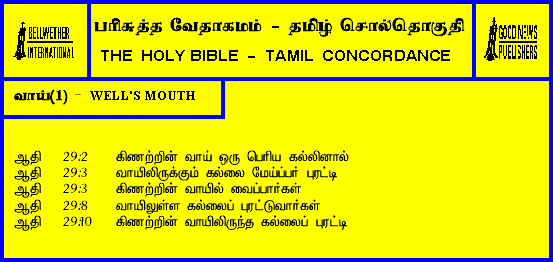 BELLWETHER
INTERNATIONAL
பரிசுத்த வேதாகமம் - தமிழ் சொல்தொகுதி
THE HOLY BIBLE - TAMIL CONCORDANCE
GOOD NEWS
PUBLISHERS
வாய்(1) - WELL'S MOUTH
ஆதி 29:2 கிணற்றின் வாய் ஒரு பெரிய கல்லினால்
ஆதி 29:3 வாயிலிருக்கும் கல்லை மேய்ப்பர் புரட்டி
ஆதி 29:3 கிணற்றின் வாயில் வைப்பார்கள்
ஆதி 29:8 வாயிலுள்ள கல்லைப் புரட்டுவார்கள்
ஆதி 29:10 கிணற்றின் வாயிலிருந்த கல்லைப் புரட்டி